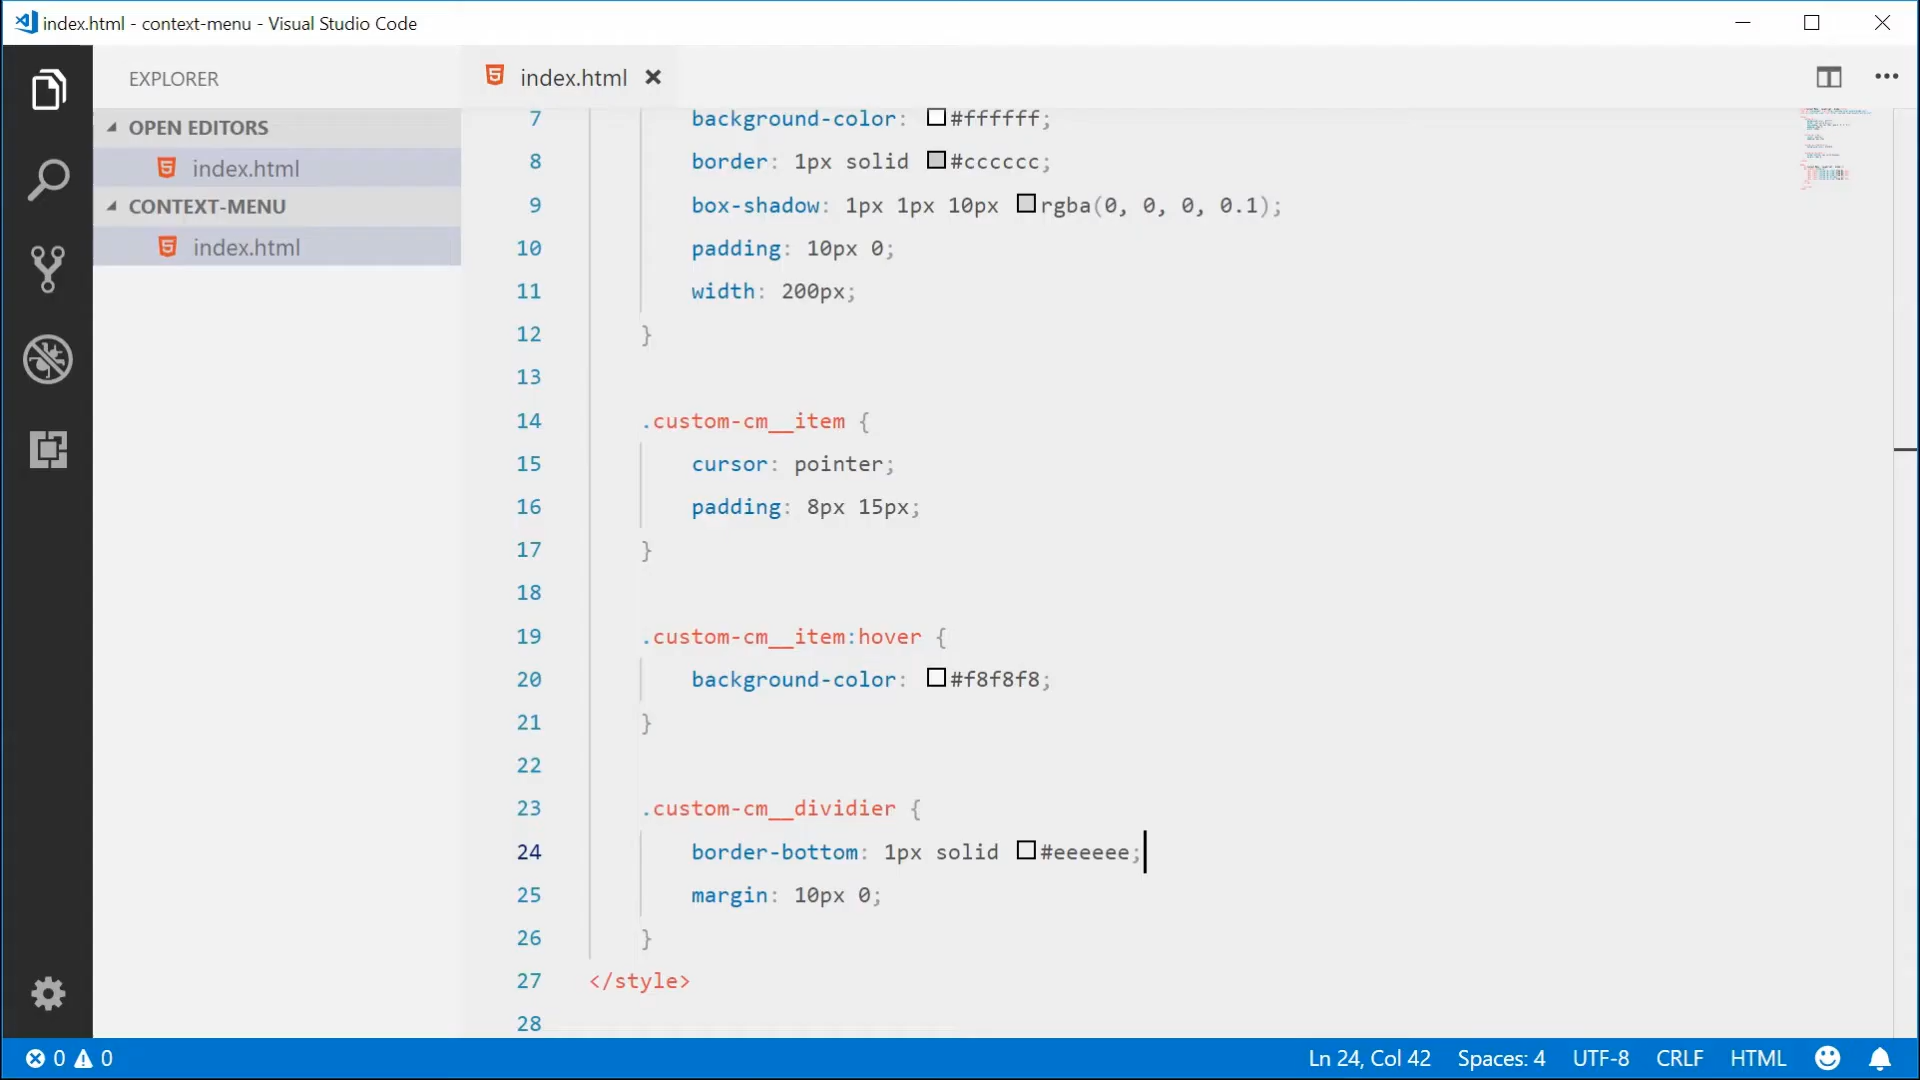 index.html - context-menu - Visual Studio Code
EXPLORER
OPEN EDITORS
index.html
CONTEXT-MENU
index.html
index.html
7 background-color: #ffffff;
8 border: 1px solid #cccccc;
9 box-shadow: 1px 1px 10px rgba(0, 0, 0, 0.1);
10 padding: 10px 0;
11 width: 200px;
12 }
13
14 .custom-cm__item {
15 cursor: pointer;
16 padding: 8px 15px;
17 }
18
19 .custom-cm__item:hover {
20 background-color: #f8f8f8;
21 }
22
23 .custom-cm__dividier {
24 border-bottom: 1px solid #eeeeee;
25 margin: 10px 0;
26 }
27 </style>
28
0 0 Ln 24, Col 42 Spaces: 4 UTF-8 CRLF HTML